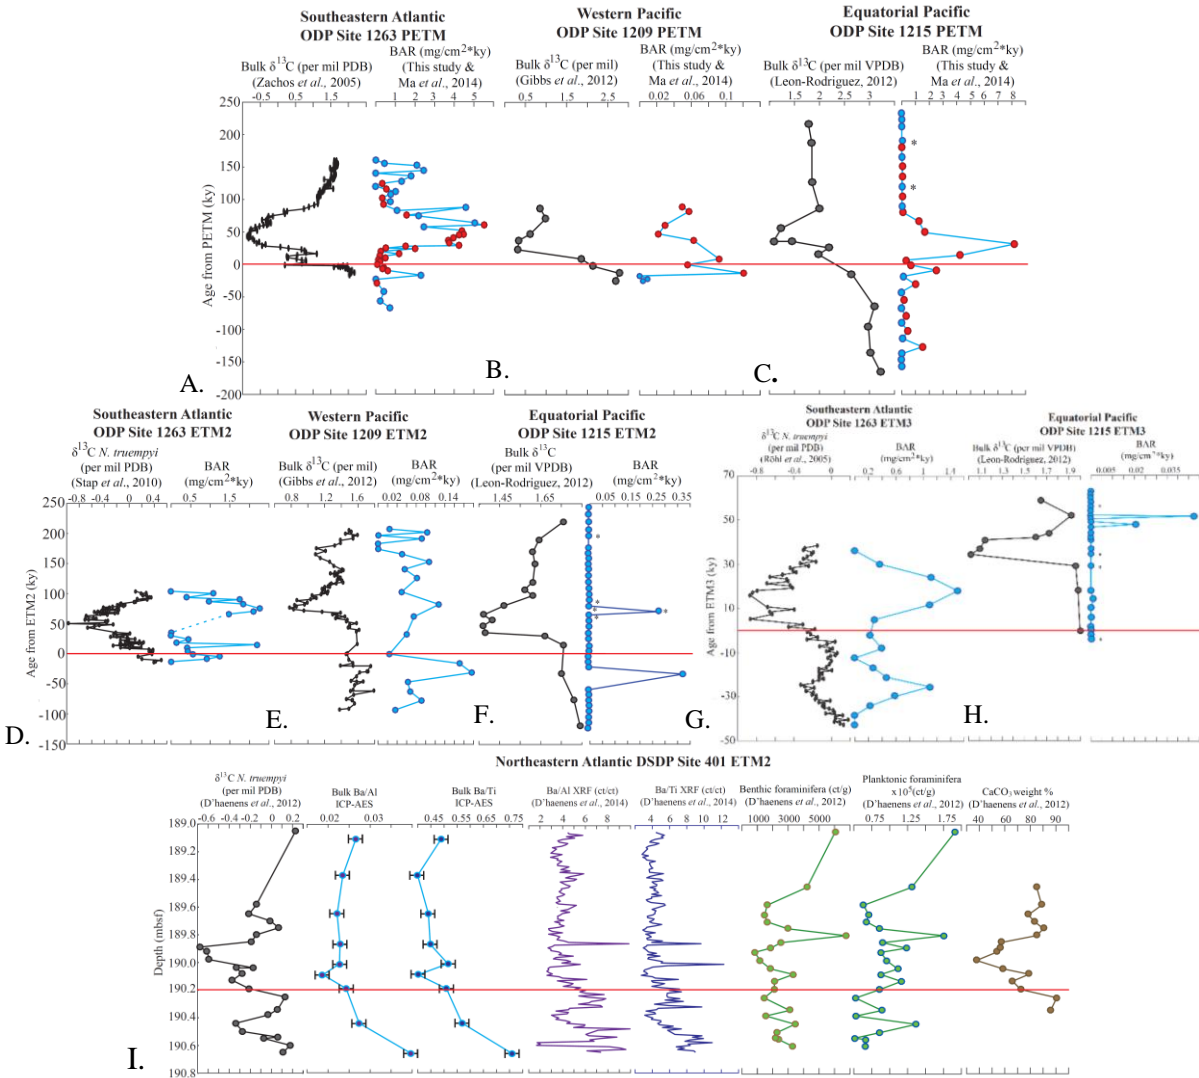 Southeastern Atlantic
ODP Site 1263 PETM
Bulk δ¹³C (per mil PDB)
(Zachos et al., 2005)
-0.5 0.5 1.5
BAR (mg/cm²*ky)
(This study &
Ma et al., 2014)
0 1 2 3 4 5
Western Pacific
ODP Site 1209 PETM
Bulk δ¹³C (per mil)
(Gibbs et al., 2012)
0.5 1.5 2.5
BAR (mg/cm²*ky)
(This study &
Ma et al., 2014)
0.02 0.06 0.1
Equatorial Pacific
ODP Site 1215 PETM
Bulk δ¹³C (per mil VPDB)
(Leon-Rodriguez, 2012)
1.5 2 3
BAR (mg/cm²*ky)
(This study &
Ma et al., 2014)
1 2 3 4 5 6 7 8
Age from PETM (ky)
250
200
150
100
50
0
-50
-100
-150
-200
*
*
A.
B.
C.
Southeastern Atlantic
ODP Site 1263 ETM2
δ¹³C N. truempyi
(per mil PDB)
(Stap et al., 2010)
-0.8 -0.4 0 0.4
BAR
(mg/cm²*ky)
0.5 1.5
Western Pacific
ODP Site 1209 ETM2
Bulk δ¹³C (per mil)
(Gibbs et al., 2012)
0.8 1.2 1.6
BAR
(mg/cm²*ky)
0.02 0.08 0.14
Equatorial Pacific
ODP Site 1215 ETM2
Bulk δ¹³C
(per mil VPDB)
(Leon-Rodriguez, 2012)
1.45 1.65
BAR
(mg/cm²*ky)
0.05 0.15 0.25 0.35
Age from ETM2 (ky)
250
200
150
100
50
0
-50
-100
-150
D.
E.
F.
Southeastern Atlantic
ODP Site 1263 ETM3
δ¹³C N. truempyi
(per mil PDB)
(Röhl et al., 2005)
-0.6 -0.4 0
BAR
(mg/cm²*ky)
0.2 0.6 1 1.4
Equatorial Pacific
ODP Site 1215 ETM3
Bulk δ¹³C (per mil VPDB)
(Leon-Rodriguez, 2012)
1.1 1.3 1.5 1.7 1.9
BAR
(mg/cm²*ky)
0.005 0.02 0.035
Age from ETM3 (ky)
70
50
30
10
-10
-30
-50
G.
H.
Northeastern Atlantic DSDP Site 401 ETM2
δ¹³C N. truempyi
(per mil PDB)
(D'haenens et al., 2012)
-0.6 -0.4 -0.2 0 0.2
Bulk Ba/Al
ICP-AES
0.02 0.03
Bulk Ba/Ti
ICP-AES
0.45 0.55 0.65 0.75
Ba/Al XRF (ct/ct)
(D'haenens et al., 2014)
2 4 6 8
Ba/Ti XRF (ct/ct)
(D'haenens et al., 2014)
4 6 8 10 12
Benthic foraminifera (ct/g)
(D'haenens et al., 2012)
1000 3000 5000
Planktonic foraminifera
x10⁴(ct/g)
(D'haenens et al., 2012)
0.75 1.25 1.75
CaCO₃ weight %
(D'haenens et al., 2012)
40 60 80 90
Depth (mbsf)
189.0
189.2
189.4
189.6
189.8
190.0
190.2
190.4
190.6
190.8
I.